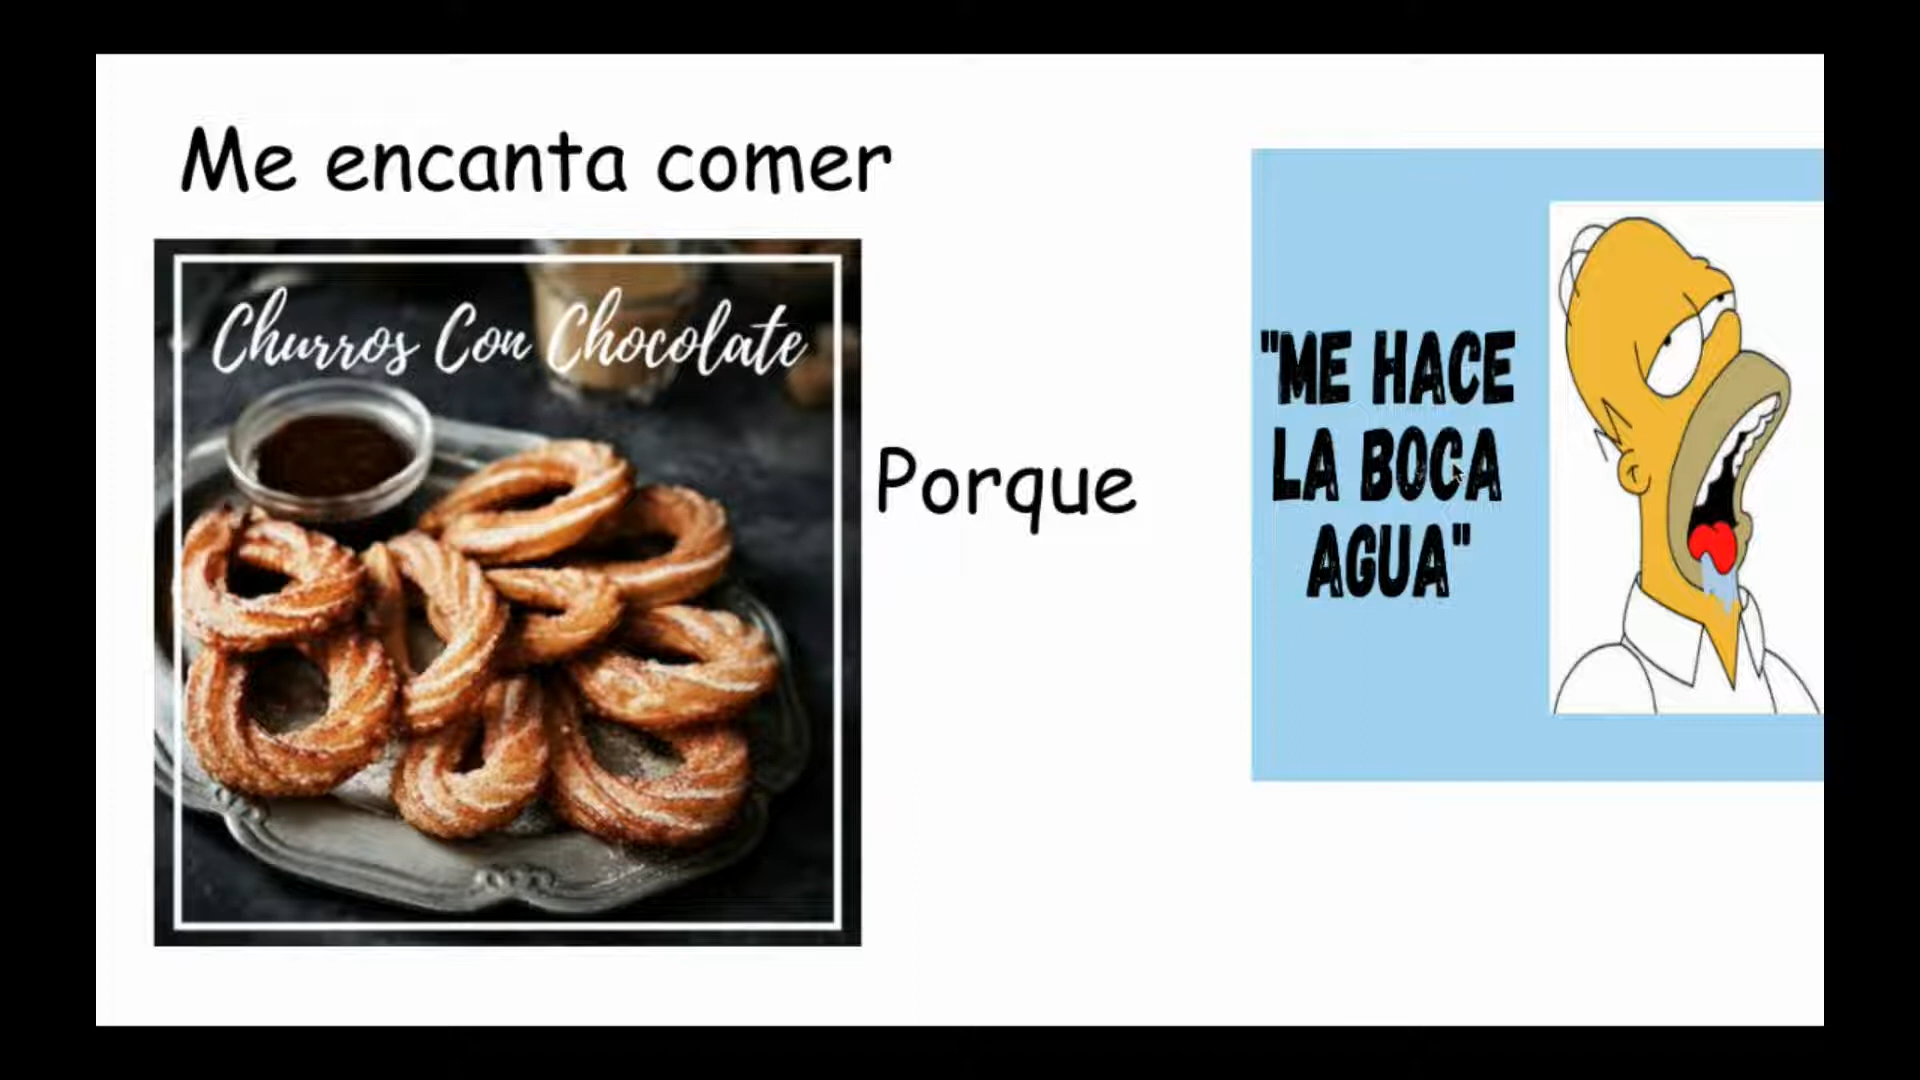 Me encanta comer
Churros Con Chocolate
Porque
"ME HACE
LA BOCA
AGUA"